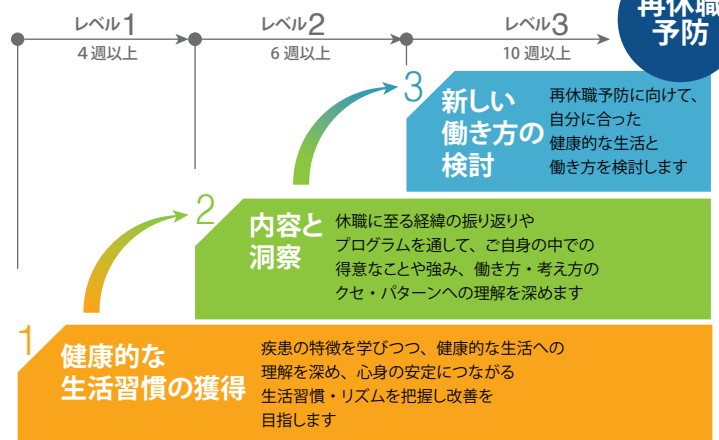 レベル1
レベル2
レベル3
再休職
予防
4週以上
6週以上
10週以上
3
新しい
働き方の
検討
再休職予防に向けて、
自分に合った
健康的な生活と
働き方を検討します
2
内容と
洞察
休職に至る経緯の振り返りや
プログラムを通して、ご自身の中での
得意なことや強み、働き方・考え方の
クセ・パターンへの理解を深めます
1
健康的な
生活習慣の獲得
疾患の特徴を学びつつ、健康的な生活への
理解を深め、心身の安定につながる
生活習慣・リズムを把握し改善を
目指します